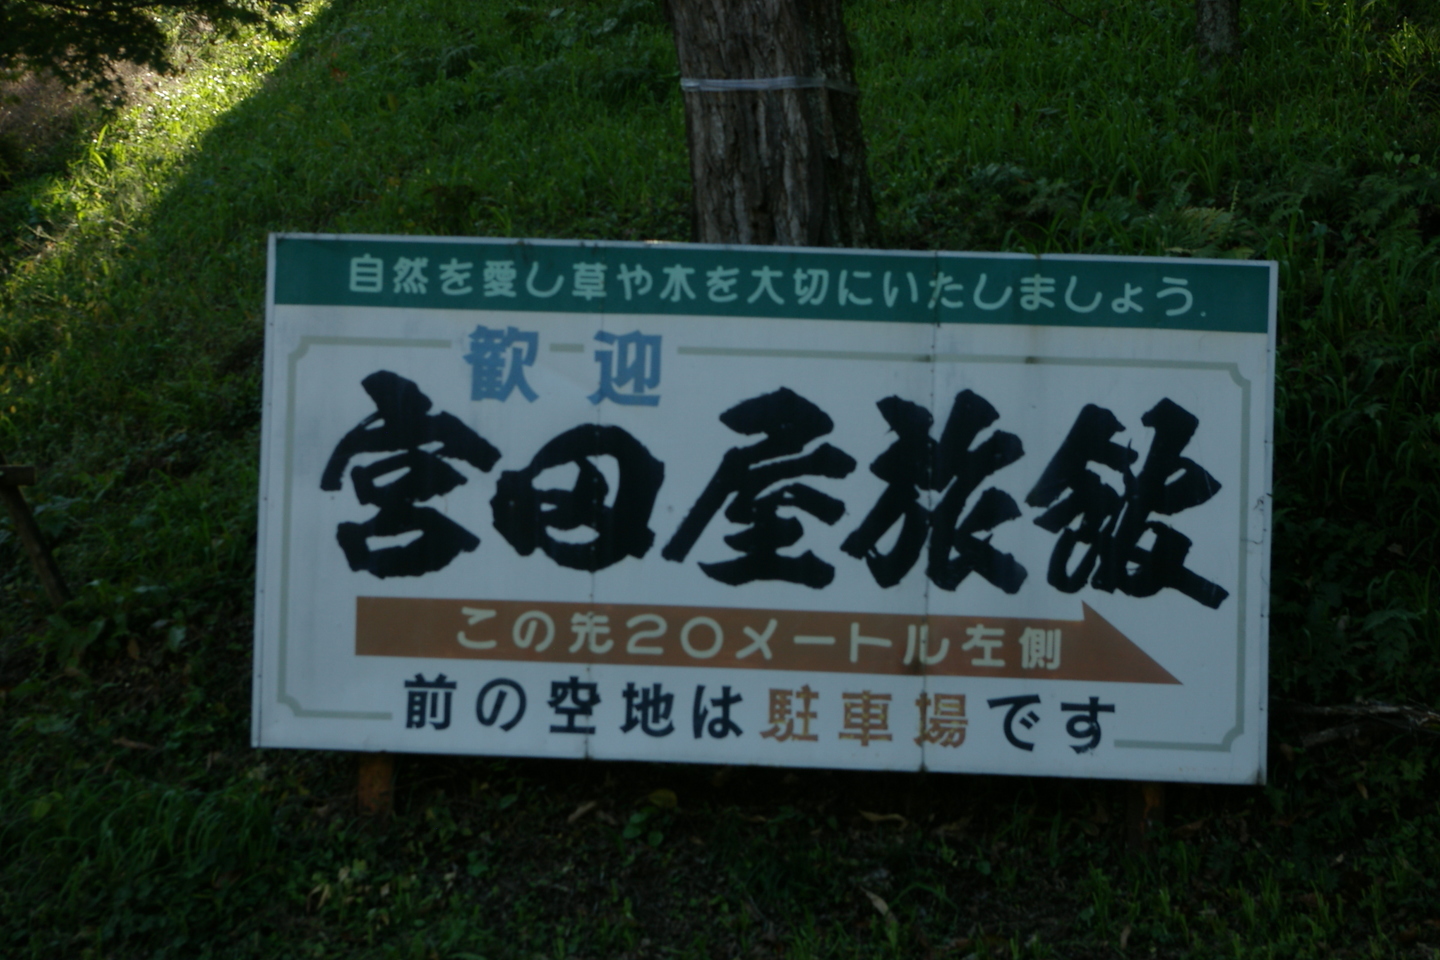 自然を愛し草や木を大切にいたしましょう.
歓迎
宮田屋旅館
この先20メートル左側
前の空地は駐車場です